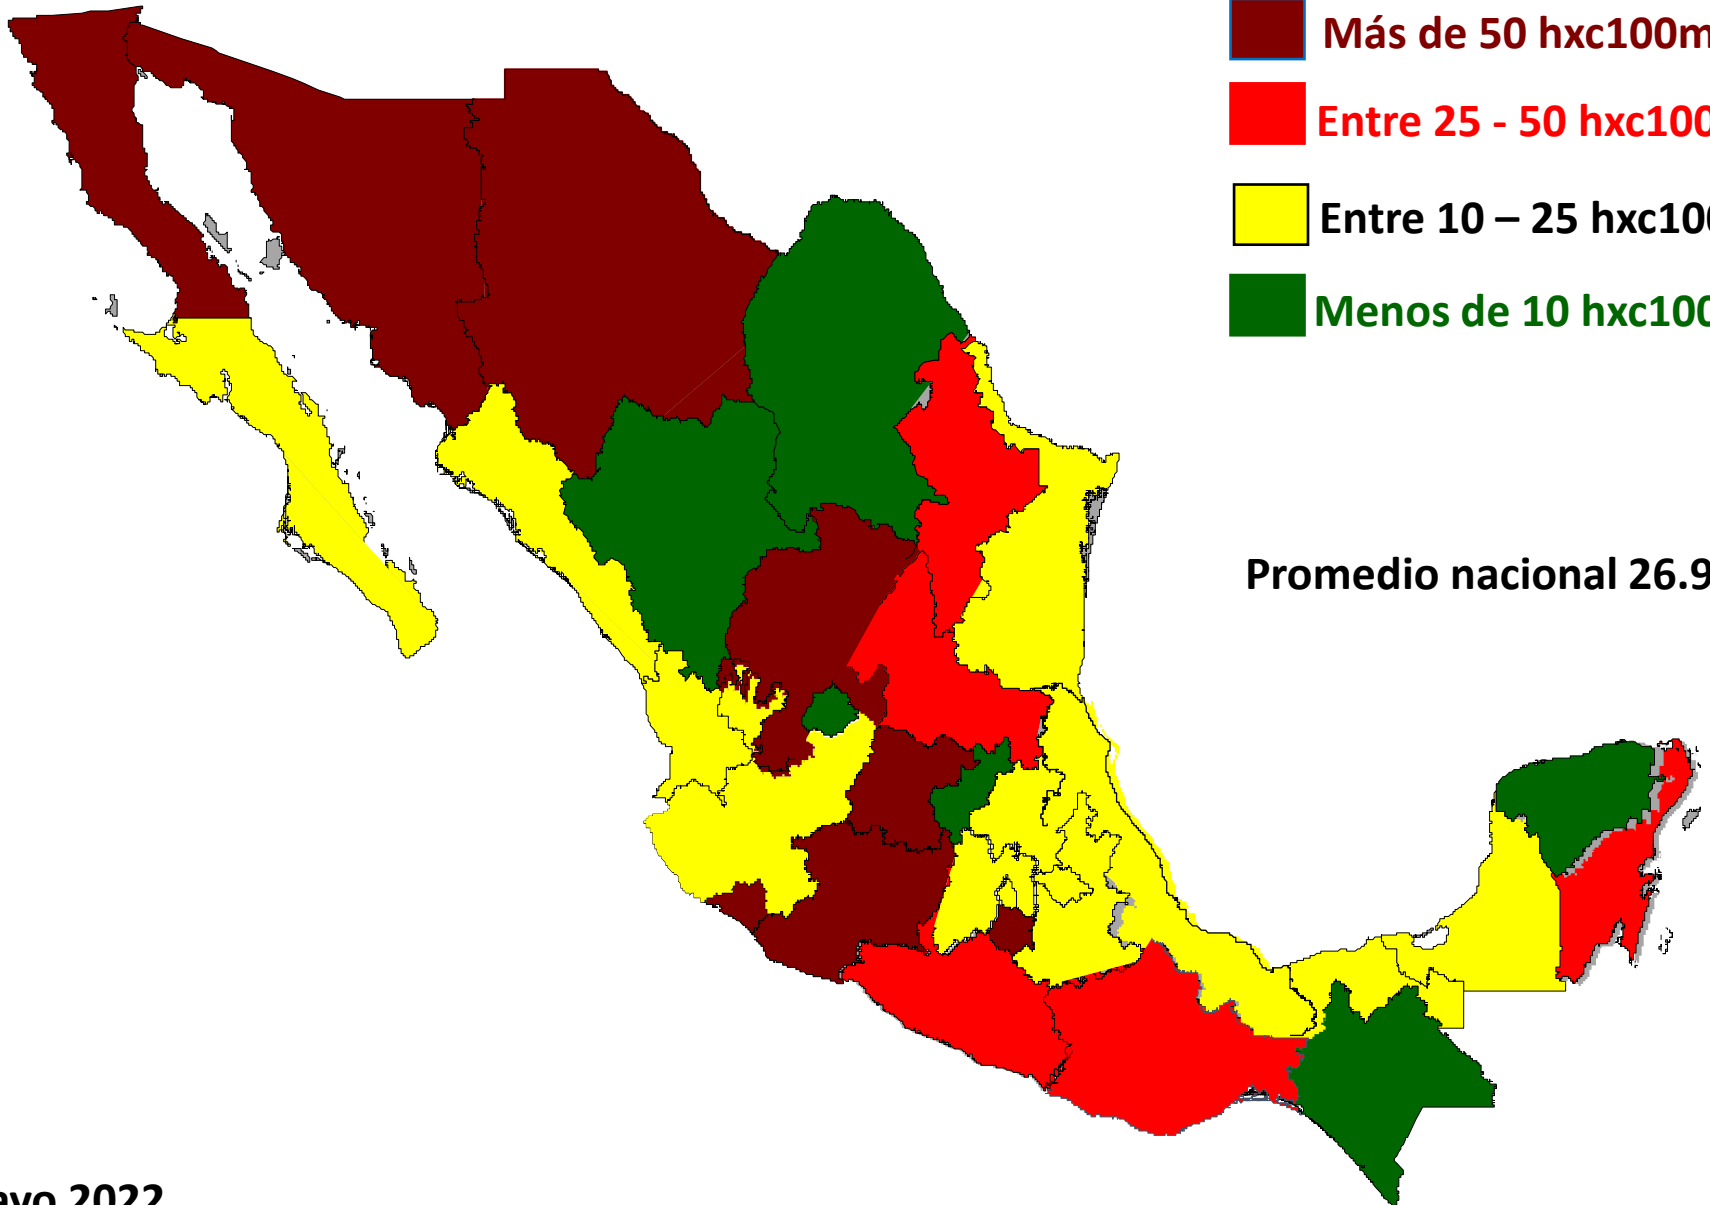 Más de 50 hxc100m
Entre 25 - 50 hxc100
Entre 10 – 25 hxc100
Menos de 10 hxc100
Promedio nacional 26.9
ayo 2022